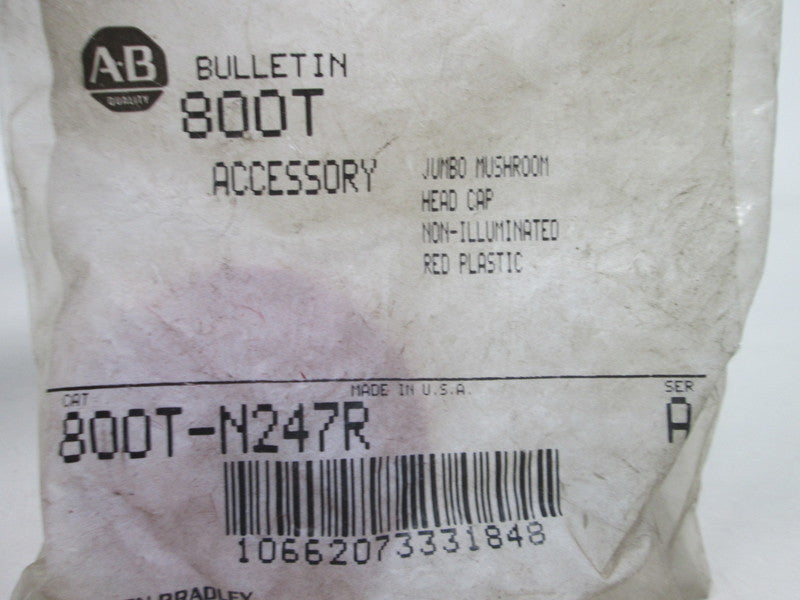 A-B
QUALITY
BULLETIN
800T
ACCESSORY
JUMBO MUSHROOM
HEAD CAP
NON-ILLUMINATED
RED PLASTIC
MADE IN U.S.A.
CAT
SER
800T-N247R
A
10662073331848
BRADLEY